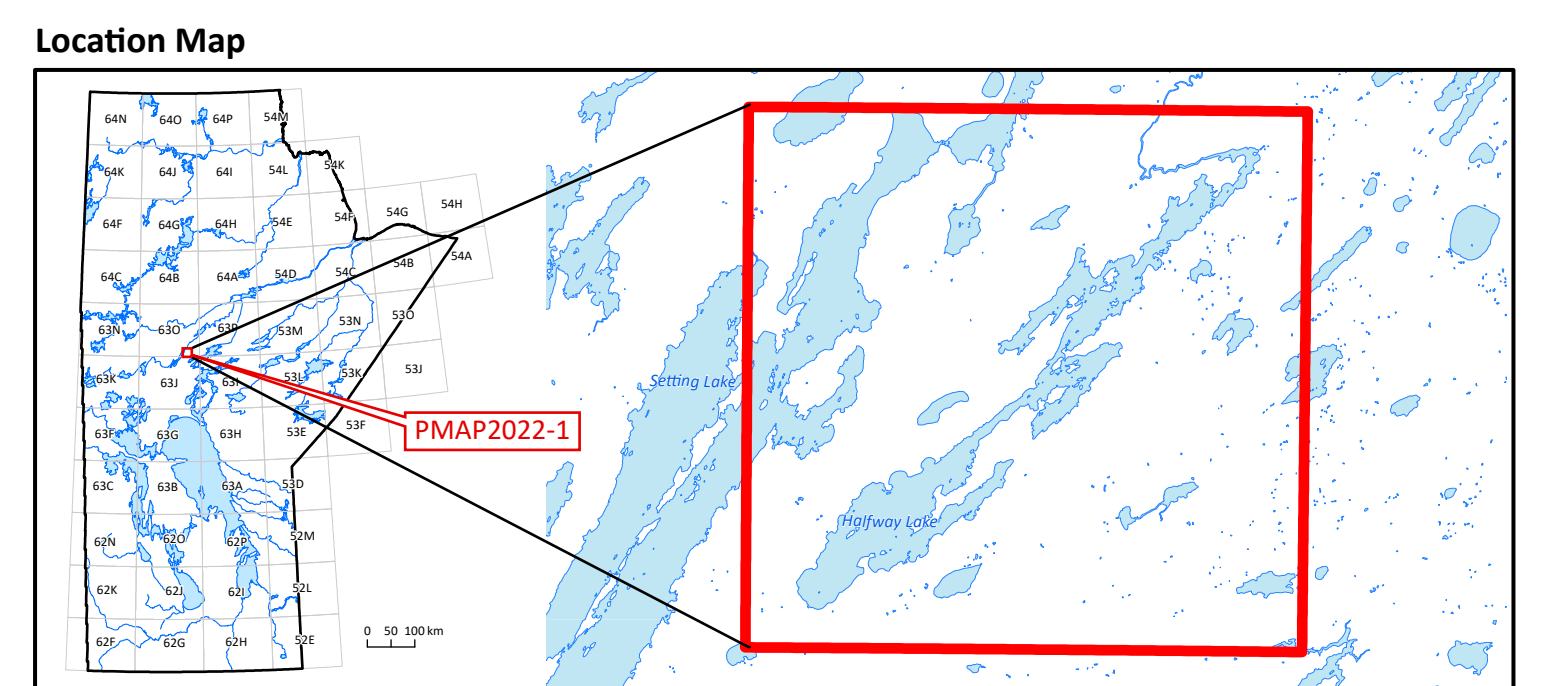 Location Map
64N 64O 64P 54M
64K 64J 64I 54L 54K
64F 64G 64H 54E 54F 54G 54H
64C 64B 64A 54D 54C 54B 54A
63N 63O 63P 53M 53N 53O
63K 63J 63I 53L 53K 53J
63F 63G 63H 53E 53F
63C 63B 63A 53D
62N 62O 62P 52M
62K 62J 62I 52L
62F 62G 62H 52E
0 50 100 km
PMAP2022-1
Setting Lake
Halfway Lake